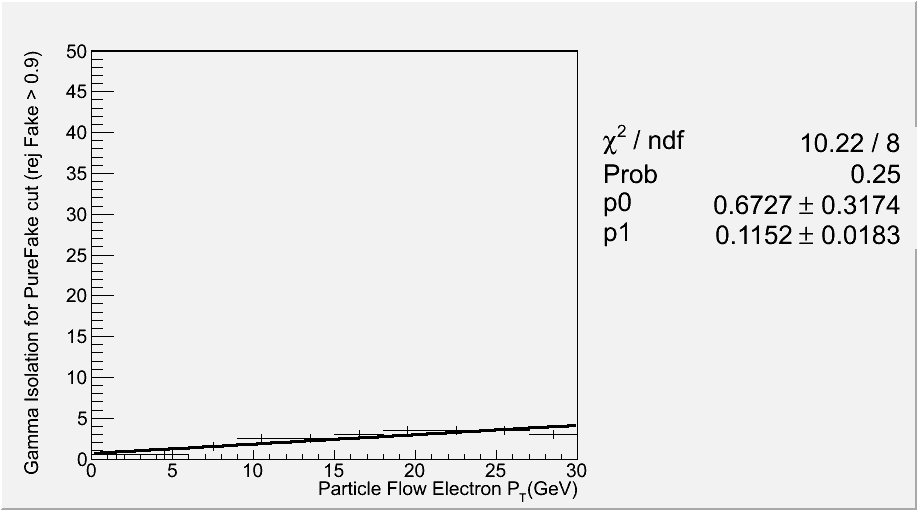 Gamma Isolation for PureFake cut (rej Fake > 0.9)
50
45
40
35
30
25
20
15
10
5
0
0 5 10 15 20 25 30
Particle Flow Electron PT(GeV)
χ2 / ndf 10.22 / 8
Prob 0.25
p0 0.6727 ± 0.3174
p1 0.1152 ± 0.0183